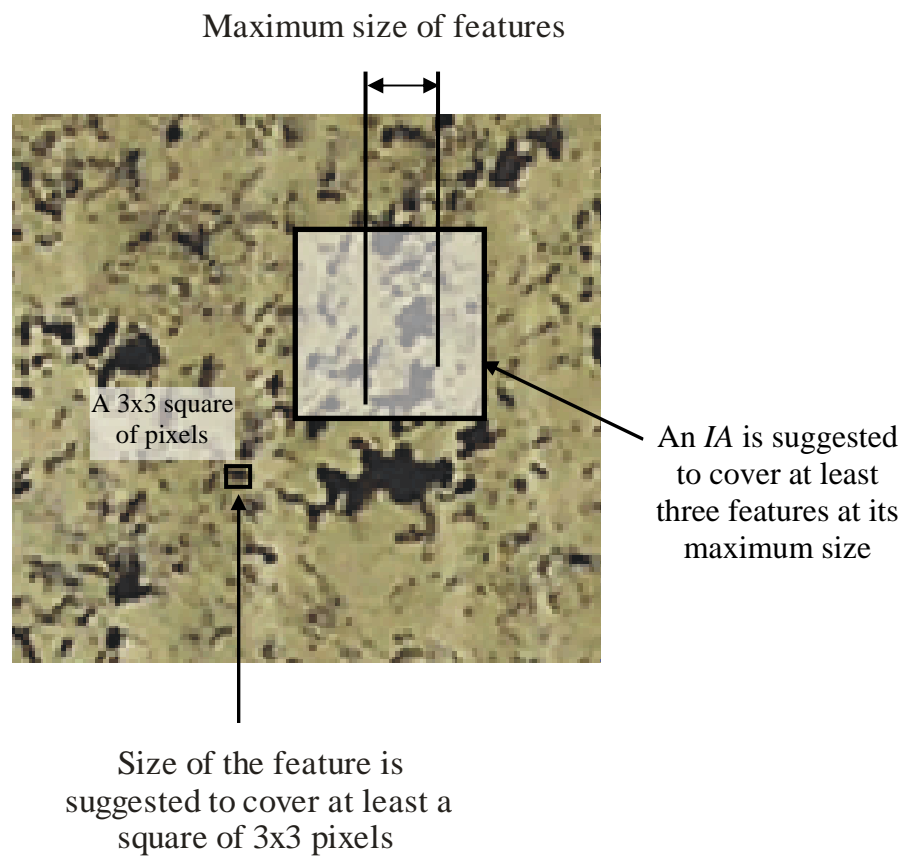 Maximum size of features
A 3x3 square
of pixels
An IA is suggested
to cover at least
three features at its
maximum size
Size of the feature is
suggested to cover at least a
square of 3x3 pixels